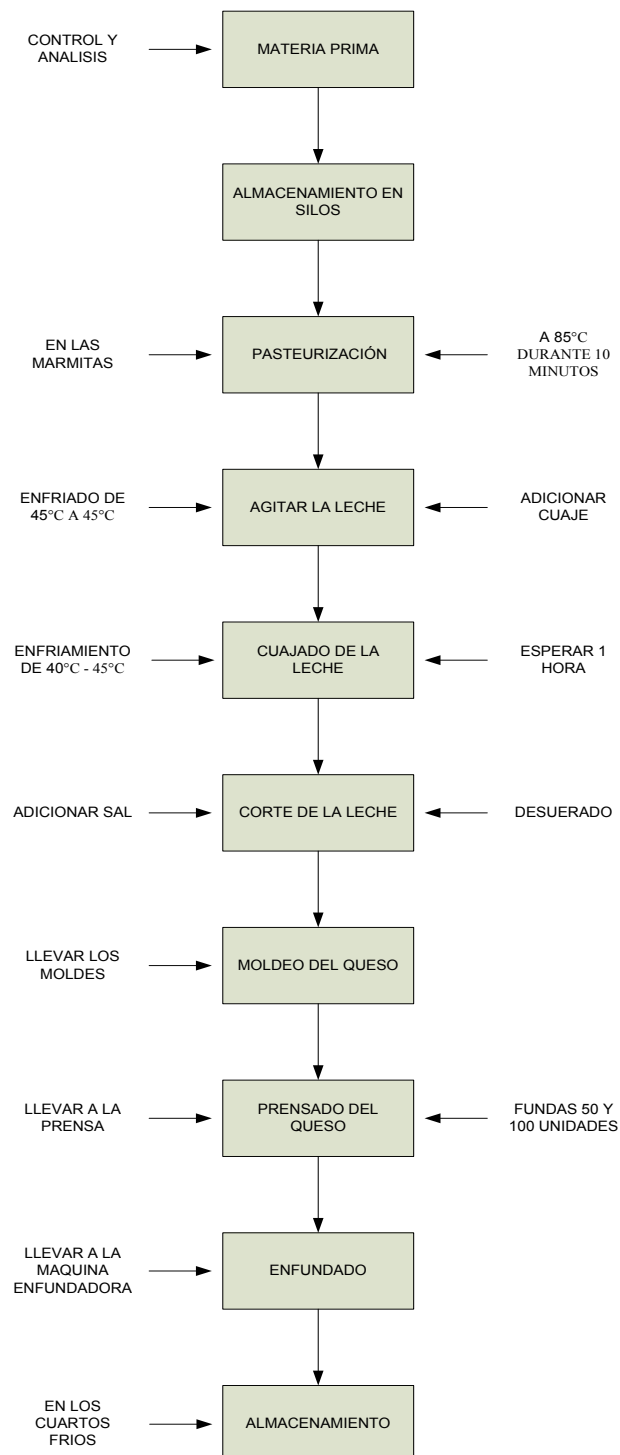 CONTROL Y
ANALISIS
MATERIA PRIMA
ALMACENAMIENTO EN
SILOS
EN LAS
MARMITAS
PASTEURIZACIÓN
A 85°C
DURANTE 10
MINUTOS
ENFRIADO DE
45°C A 45°C
AGITAR LA LECHE
ADICIONAR
CUAJE
ENFRIAMIENTO
DE 40°C - 45°C
CUAJADO DE LA
LECHE
ESPERAR 1
HORA
ADICIONAR SAL
CORTE DE LA LECHE
DESUERADO
LLEVAR LOS
MOLDES
MOLDEO DEL QUESO
LLEVAR A LA
PRENSA
PRENSADO DEL
QUESO
FUNDAS 50 Y
100 UNIDADES
LLEVAR A LA
MAQUINA
ENFUNDADORA
ENFUNDADO
EN LOS
CUARTOS
FRIOS
ALMACENAMIENTO